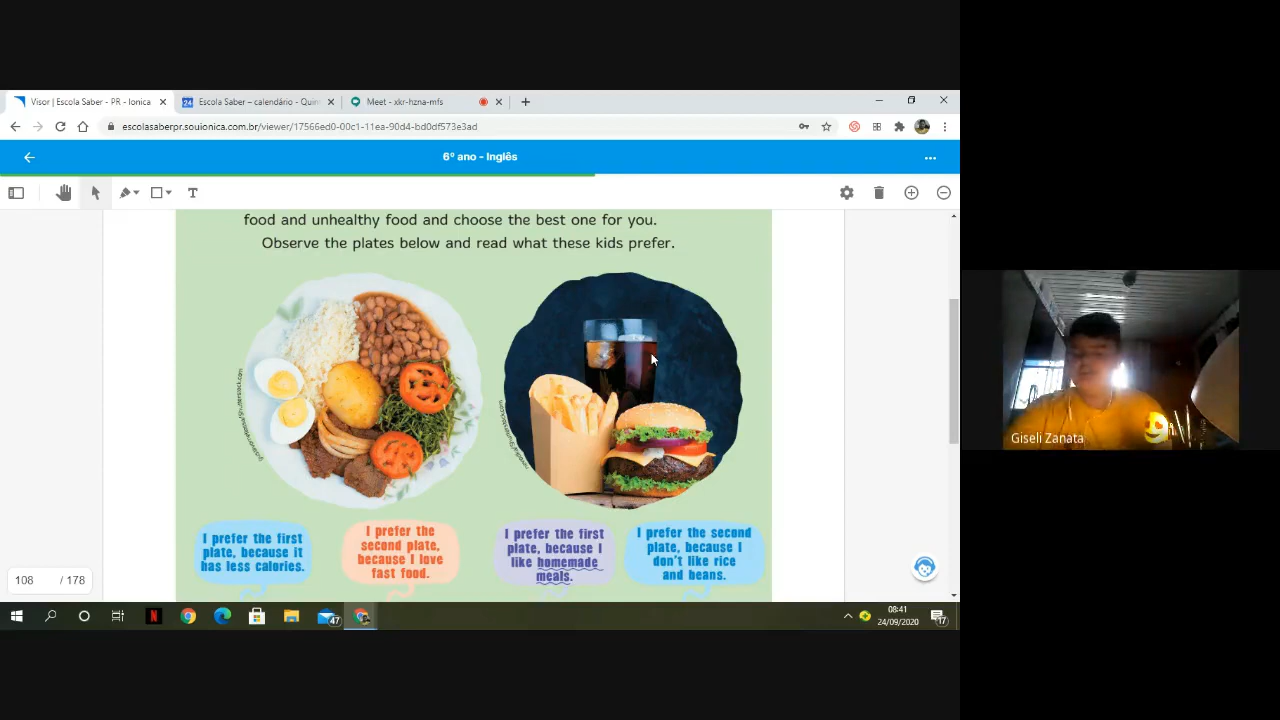 Visor | Escola Saber - PR - Ionica
Escola Saber – calendário - Quin
Meet - xkr-hzna-mfs
escolasaberpr.souionica.com.br/viewer/17566ed0-00c1-11ea-90d4-bd0df573e3ad
6º ano - Inglês
T
food and unhealthy food and choose the best one for you.
Observe the plates below and read what these kids prefer.
I prefer the first
plate, because it
has less calories.
I prefer the
second plate,
because I love
fast food.
I prefer the first
plate, because I
like homemade
meals.
I prefer the second
plate, because I
don't like rice
and beans.
108 / 178
47
08:41
24/09/2020
17
Giseli Zanata